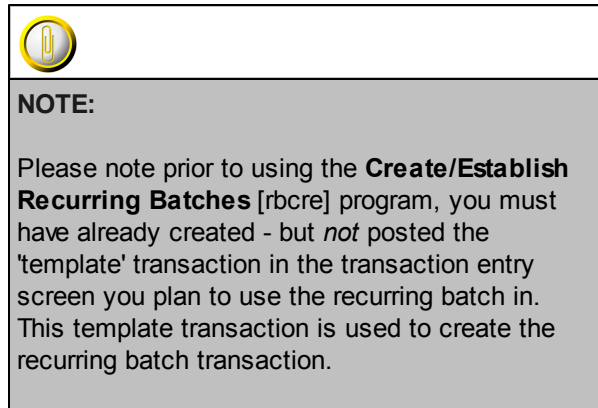 NOTE:
Please note prior to using the Create/Establish
Recurring Batches [rbcre] program, you must
have already created - but not posted the
'template' transaction in the transaction entry
screen you plan to use the recurring batch in.
This template transaction is used to create the
recurring batch transaction.